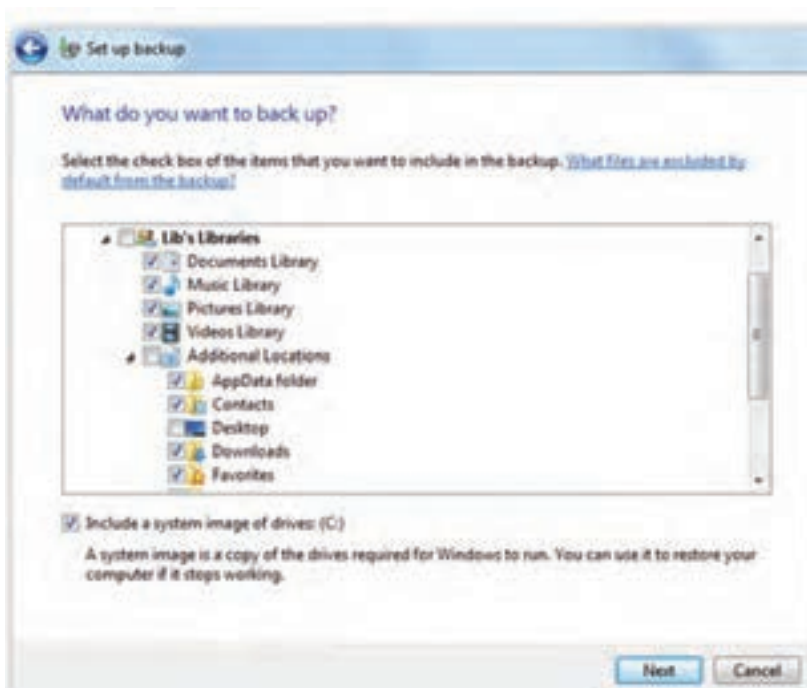 Set up backup
What do you want to back up?
Select the check box of the items that you want to include in the backup. What files are excluded by
default from the backup?
Lib's Libraries
Documents Library
Music Library
Pictures Library
Videos Library
Additional Locations
AppData folder
Contacts
Desktop
Downloads
Favorites
Include a system image of drives: (C:)
A system image is a copy of the drives required for Windows to run. You can use it to restore your
computer if it stops working.
Next Cancel